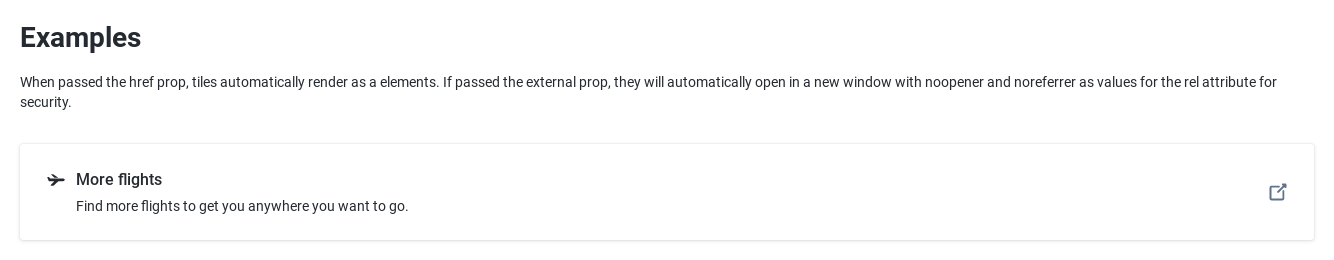 Examples
When passed the href prop, tiles automatically render as a elements. If passed the external prop, they will automatically open in a new window with noopener and noreferrer as values for the rel attribute for
security.
More flights
Find more flights to get you anywhere you want to go.